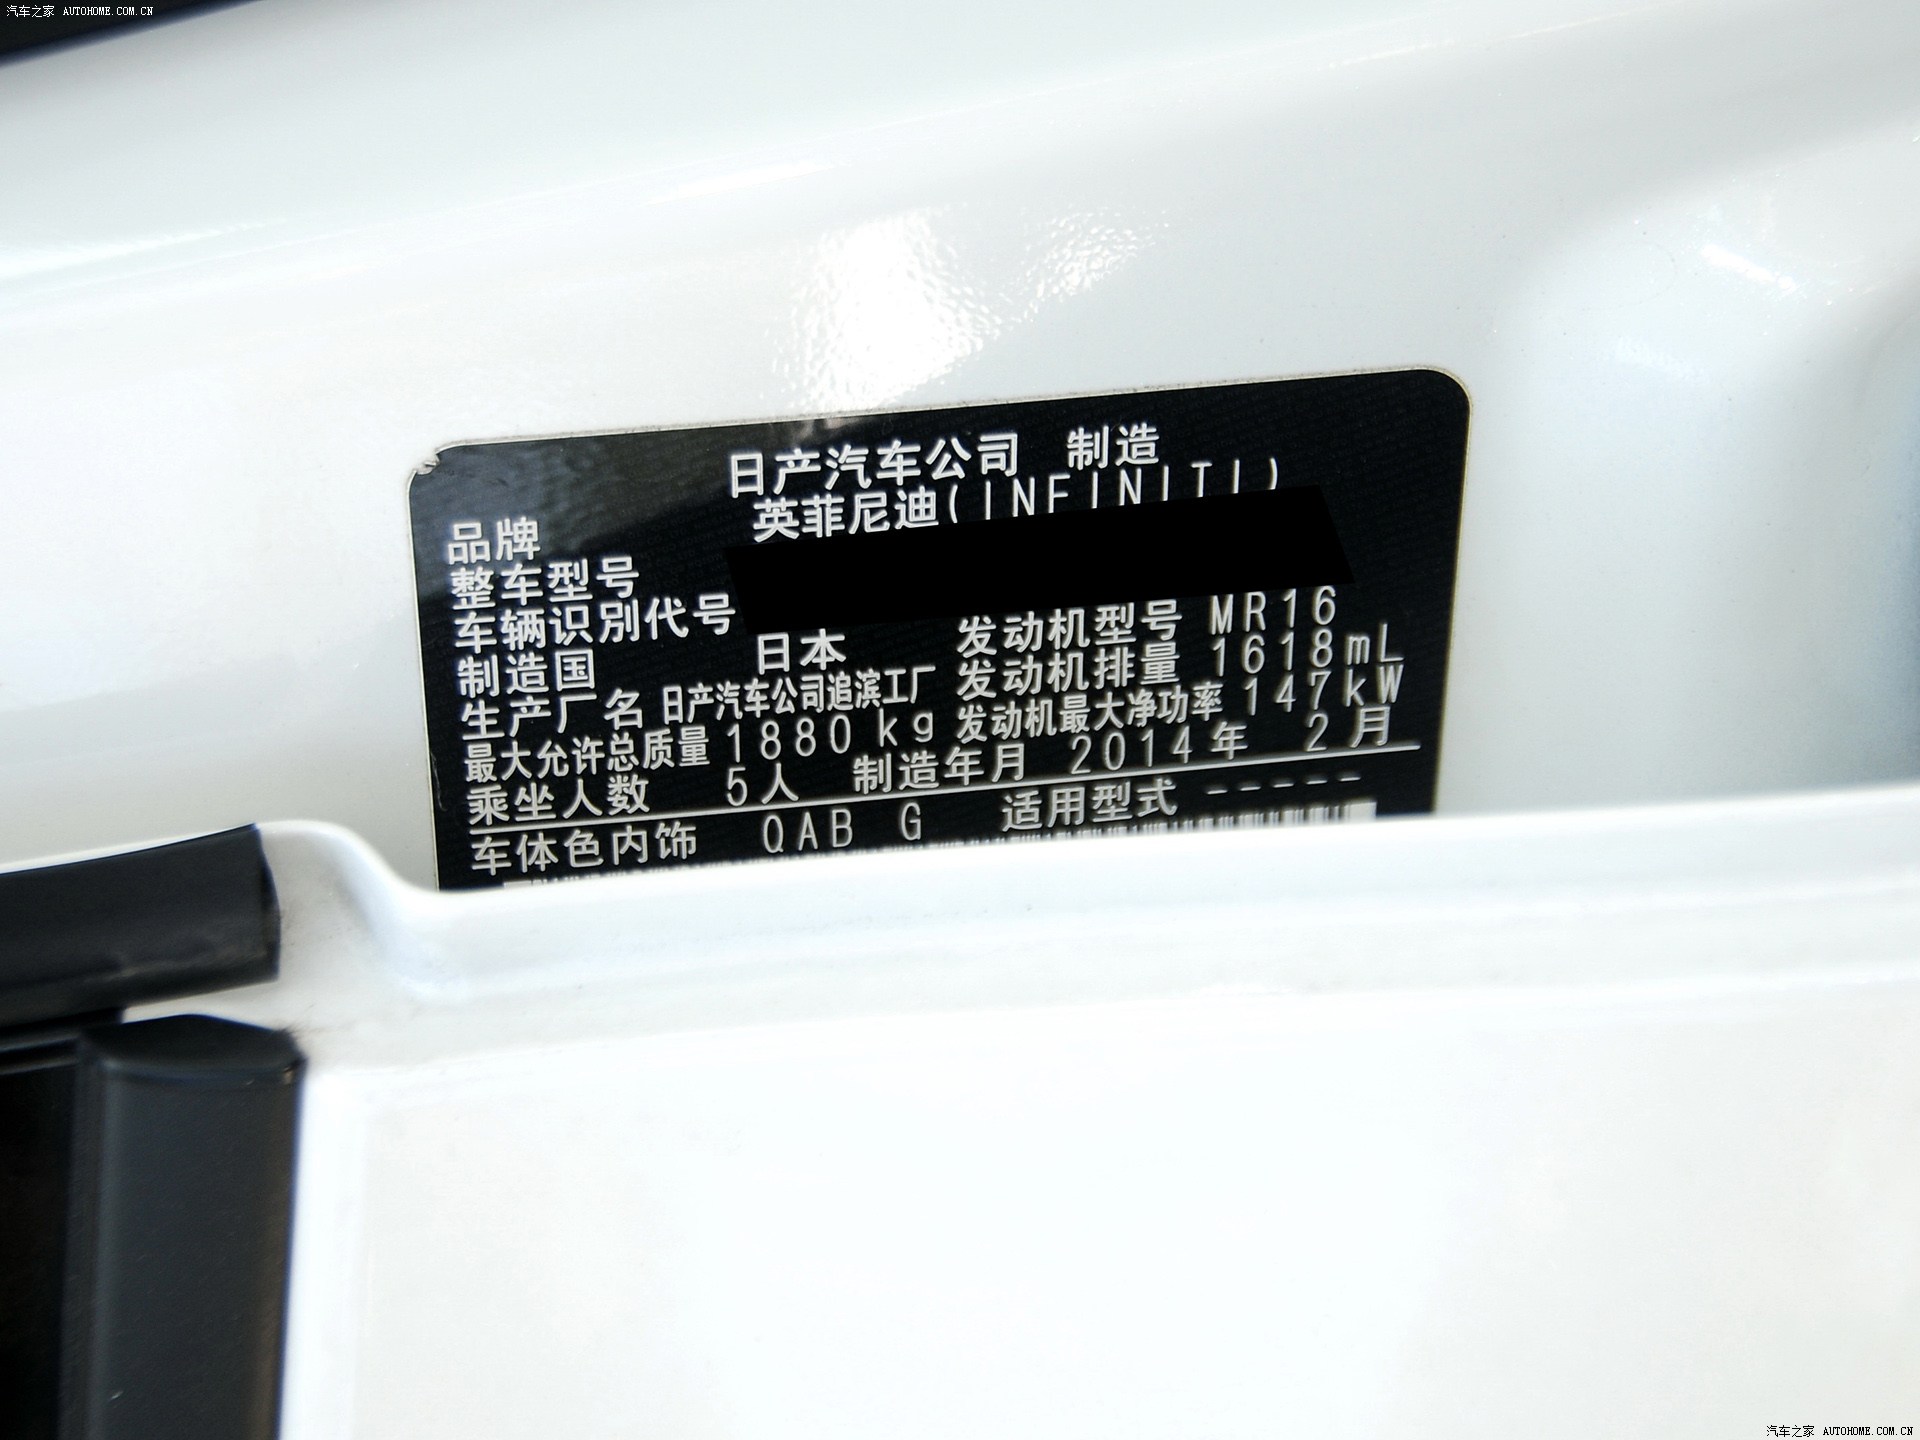 汽车之家 AUTOHOME.COM.CN
日产汽车公司 制造
品牌 英菲尼迪(INFINITI)
整车型号
车辆识别代号
制造国 日本 发动机型号 MR16
生产厂名 日产汽车公司追滨工厂 发动机排量 1618mL
最大允许总质量 1880kg 发动机最大净功率 147kW
乘坐人数 5人 制造年月 2014年 2月
车体色内饰 QAB G 适用型式 -----
汽车之家 AUTOHOME.COM.CN